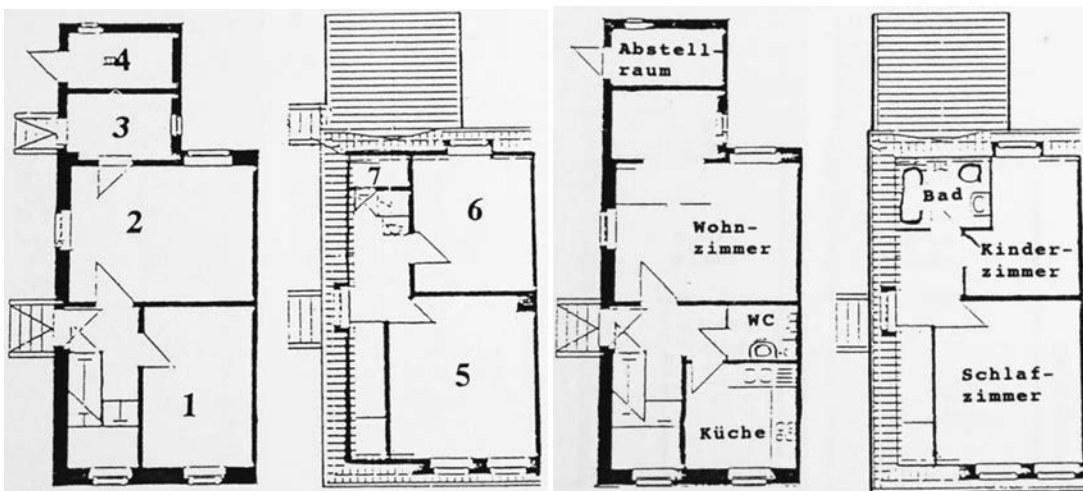 4
3
2
1
7
6
5
Abstell
raum
Wohn-
zimmer
WC
Küche
Bad
Kinder-
zimmer
Schlaf-
zimmer